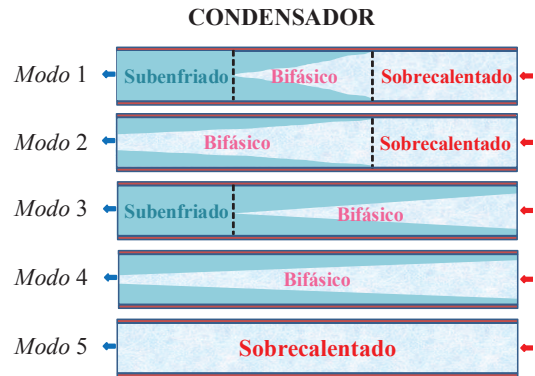 CONDENSADOR
Modo 1 Subenfriado Bifásico Sobrecalentado
Modo 2 Bifásico Sobrecalentado
Modo 3 Subenfriado Bifásico
Modo 4 Bifásico
Modo 5 Sobrecalentado